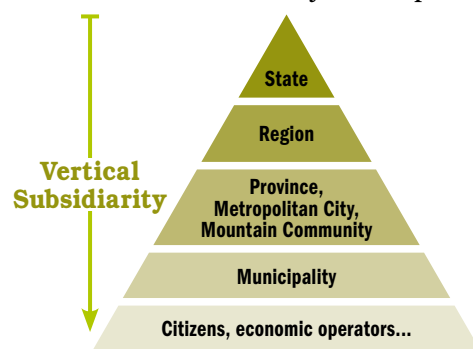 State
Region
Vertical
Subsidiarity
Province,
Metropolitan City,
Mountain Community
Municipality
Citizens, economic operators...